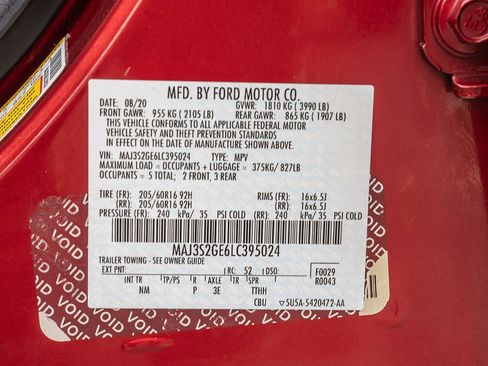 MFD. BY FORD MOTOR CO.
DATE: 08/20 GVWR: 1810 KG ( 3990 LB)
FRONT GAWR: 955 KG ( 2105 LB) REAR GAWR: 865 KG ( 1907 LB)
THIS VEHICLE CONFORMS TO ALL APPLICABLE FEDERAL MOTOR
VEHICLE SAFETY AND THEFT PREVENTION STANDARDS
IN EFFECT ON THE DATE OF MANUFACTURE SHOWN ABOVE.
VIN: MAJ3S2GE6LC395024 TYPE: MPV
MAXIMUM LOAD = OCCUPANTS + LUGGAGE = 375KG/ 827LB
OCCUPANTS = 5 TOTAL; 2 FRONT, 3 REAR
TIRE (FR): 205/60R16 92H RIMS (FR): 16x6.5J
(RR): 205/60R16 92H (RR): 16x6.5J
PRESSURE (FR): 240 kPa/ 35 PSI COLD (RR): 240 kPa/ 35 PSI COLD
MAJ3S2GE6LC395024
TRAILER TOWING - SEE OWNER GUIDE
EXT PNT: RC: 52 DSO: F0029
INT TR TP/PS R AXLE TR SPR R0043
NM P 3E TTHH
CBU ▽5U5A-5420472-AA
VOID VOID VOID VOID